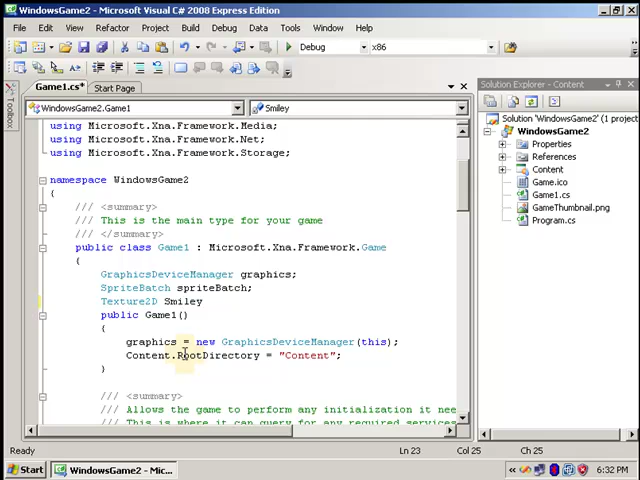 WindowsGame2 - Microsoft Visual C# 2008 Express Edition
File Edit View Refactor Project Build Debug Data Tools Window Help
Debug x86
Game1.cs* Start Page
Toolbox
WindowsGame2.Game1 Smiley
using Microsoft.Xna.Framework.Media;
using Microsoft.Xna.Framework.Net;
using Microsoft.Xna.Framework.Storage;
namespace WindowsGame2
{
/// <summary>
/// This is the main type for your game
/// </summary>
public class Game1 : Microsoft.Xna.Framework.Game
{
GraphicsDeviceManager graphics;
SpriteBatch spriteBatch;
Texture2D Smiley
public Game1()
{
graphics = new GraphicsDeviceManager(this);
Content.RootDirectory = "Content";
}
/// <summary>
/// Allows the game to perform any initialization it nee
/// This is where it can query for any required services
Solution Explorer - Content
Solution 'WindowsGame2' (1 project
WindowsGame2
Properties
References
Content
Game.ico
Game1.cs
GameThumbnail.png
Program.cs
Ready Ln 23 Col 25 Ch 25
Start WindowsGame2 - Mic... 6:32 PM